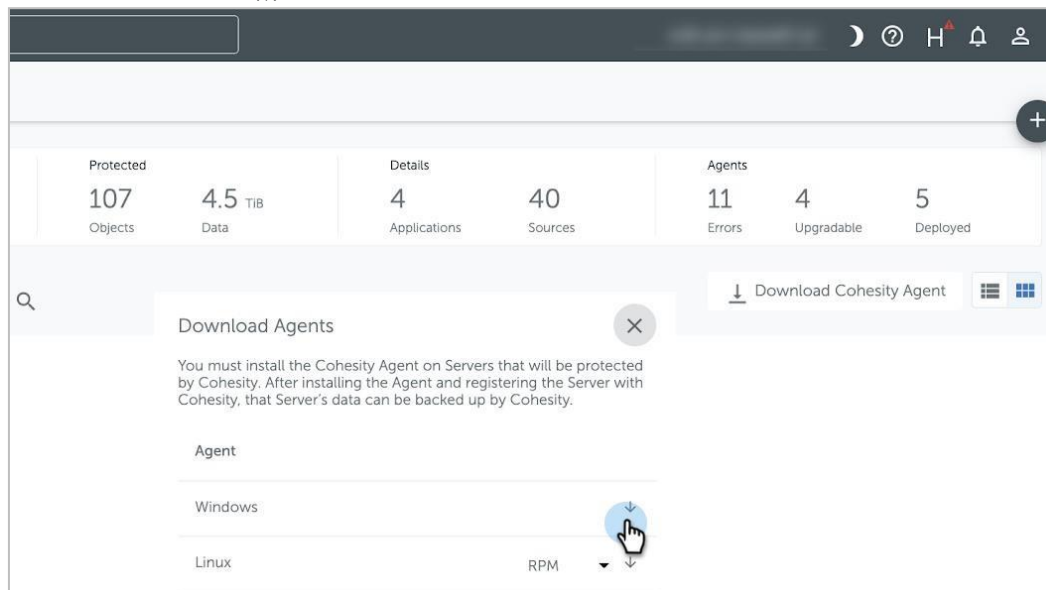 H
+
Protected Details Agents
107 4.5 TiB 4 40 11 4 5
Objects Data Applications Sources Errors Upgradable Deployed
Download Cohesity Agent
Download Agents
You must install the Cohesity Agent on Servers that will be protected
by Cohesity. After installing the Agent and registering the Server with
Cohesity, that Server's data can be backed up by Cohesity.
Agent
Windows
Linux RPM